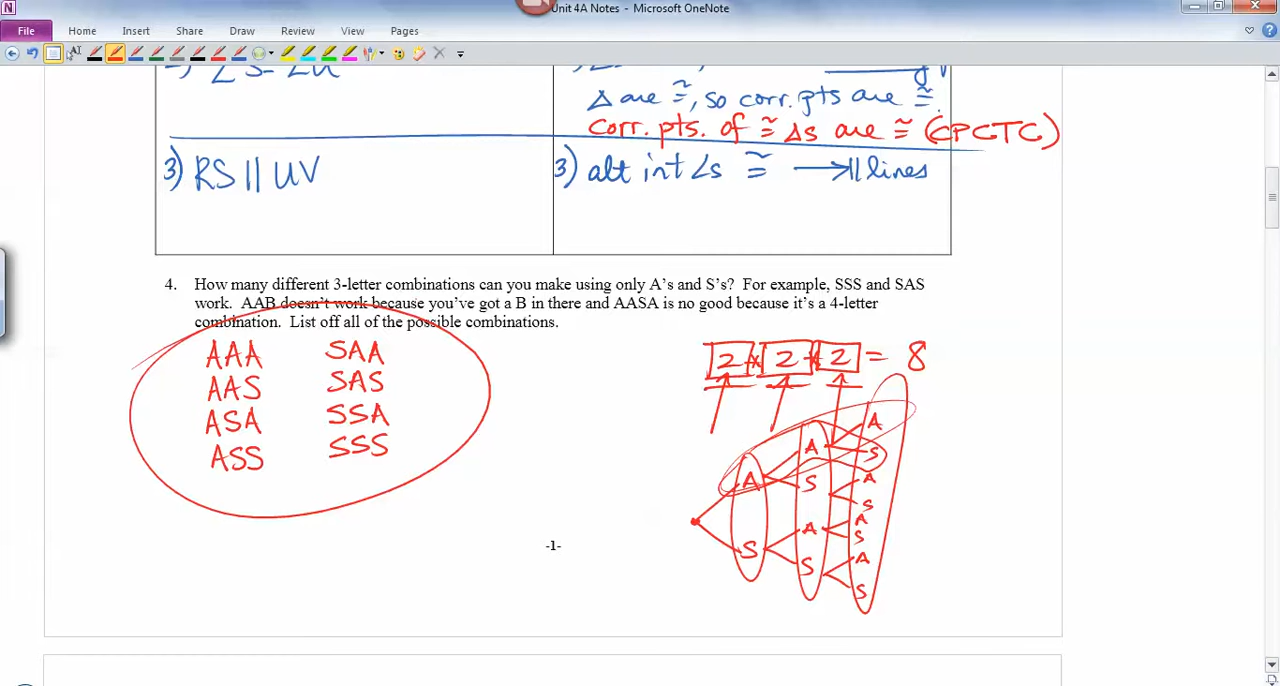 Unit 4A Notes - Microsoft OneNote
File Home Insert Share Draw Review View Pages
Δ are ≅, so corr. pts are ≅.
Corr. pts. of ≅ Δs are ≅ (CPCTC)
3) RS || UV
3) alt int ∠s ≅ → || lines
4. How many different 3-letter combinations can you make using only A's and S's? For example, SSS and SAS
work. AAB doesn't work because you've got a B in there and AASA is no good because it's a 4-letter
combination. List off all of the possible combinations.
AAA SAA
AAS SAS
ASA SSA
ASS SSS
2 x 2 x 2 = 8
A
A
S
A
A
S
S
A
A
S
S
A
S
S
-1-